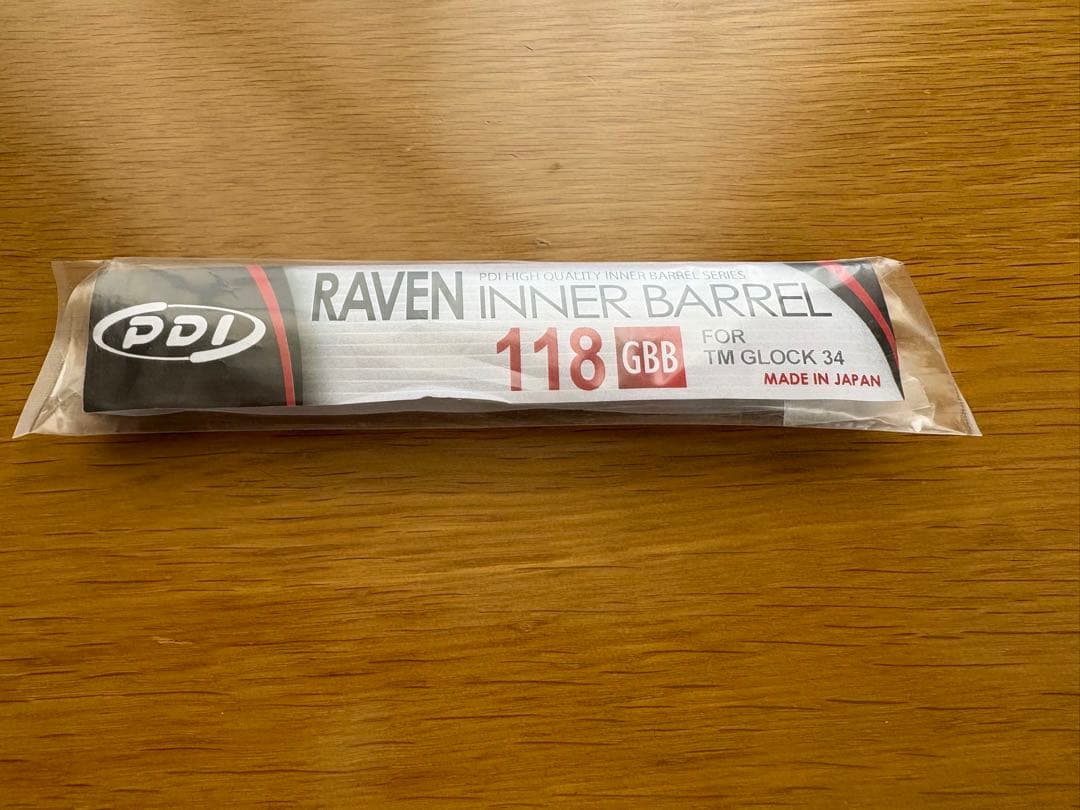 PDI
RAVEN PDI HIGH QUALITY INNER BARREL SERIES
INNER BARREL
118 GBB FOR
TM GLOCK 34
MADE IN JAPAN